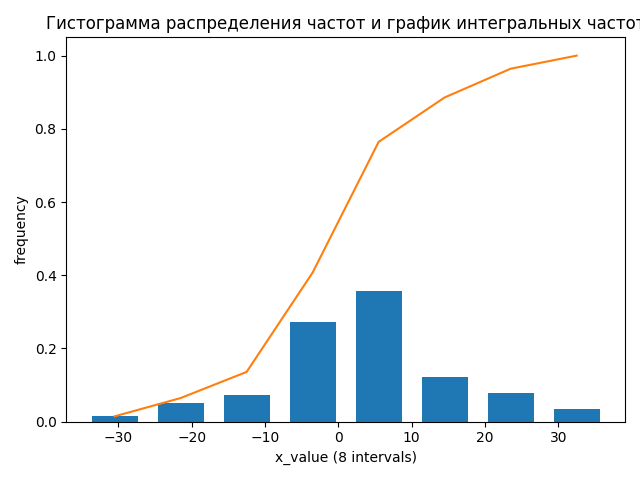 Гистограмма распределения частот и график интегральных частот
1.0
0.8
0.6
0.4
0.2
0.0
frequency
−30 −20 −10 0 10 20 30
x_value (8 intervals)